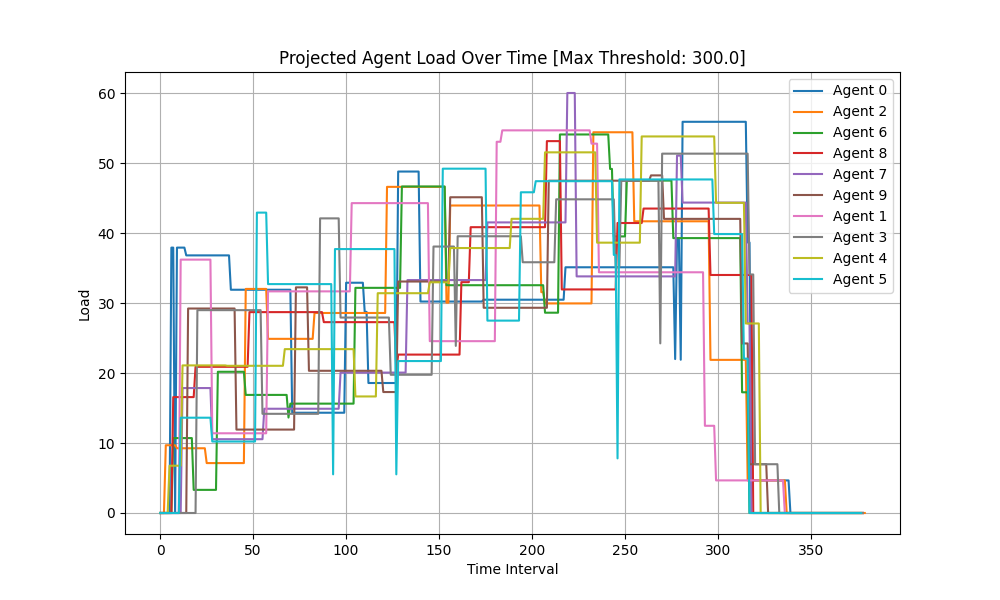 Projected Agent Load Over Time [Max Threshold: 300.0]
Load
60
50
40
30
20
10
0
0 50 100 150 200 250 300 350
Time Interval
Agent 0
Agent 2
Agent 6
Agent 8
Agent 7
Agent 9
Agent 1
Agent 3
Agent 4
Agent 5